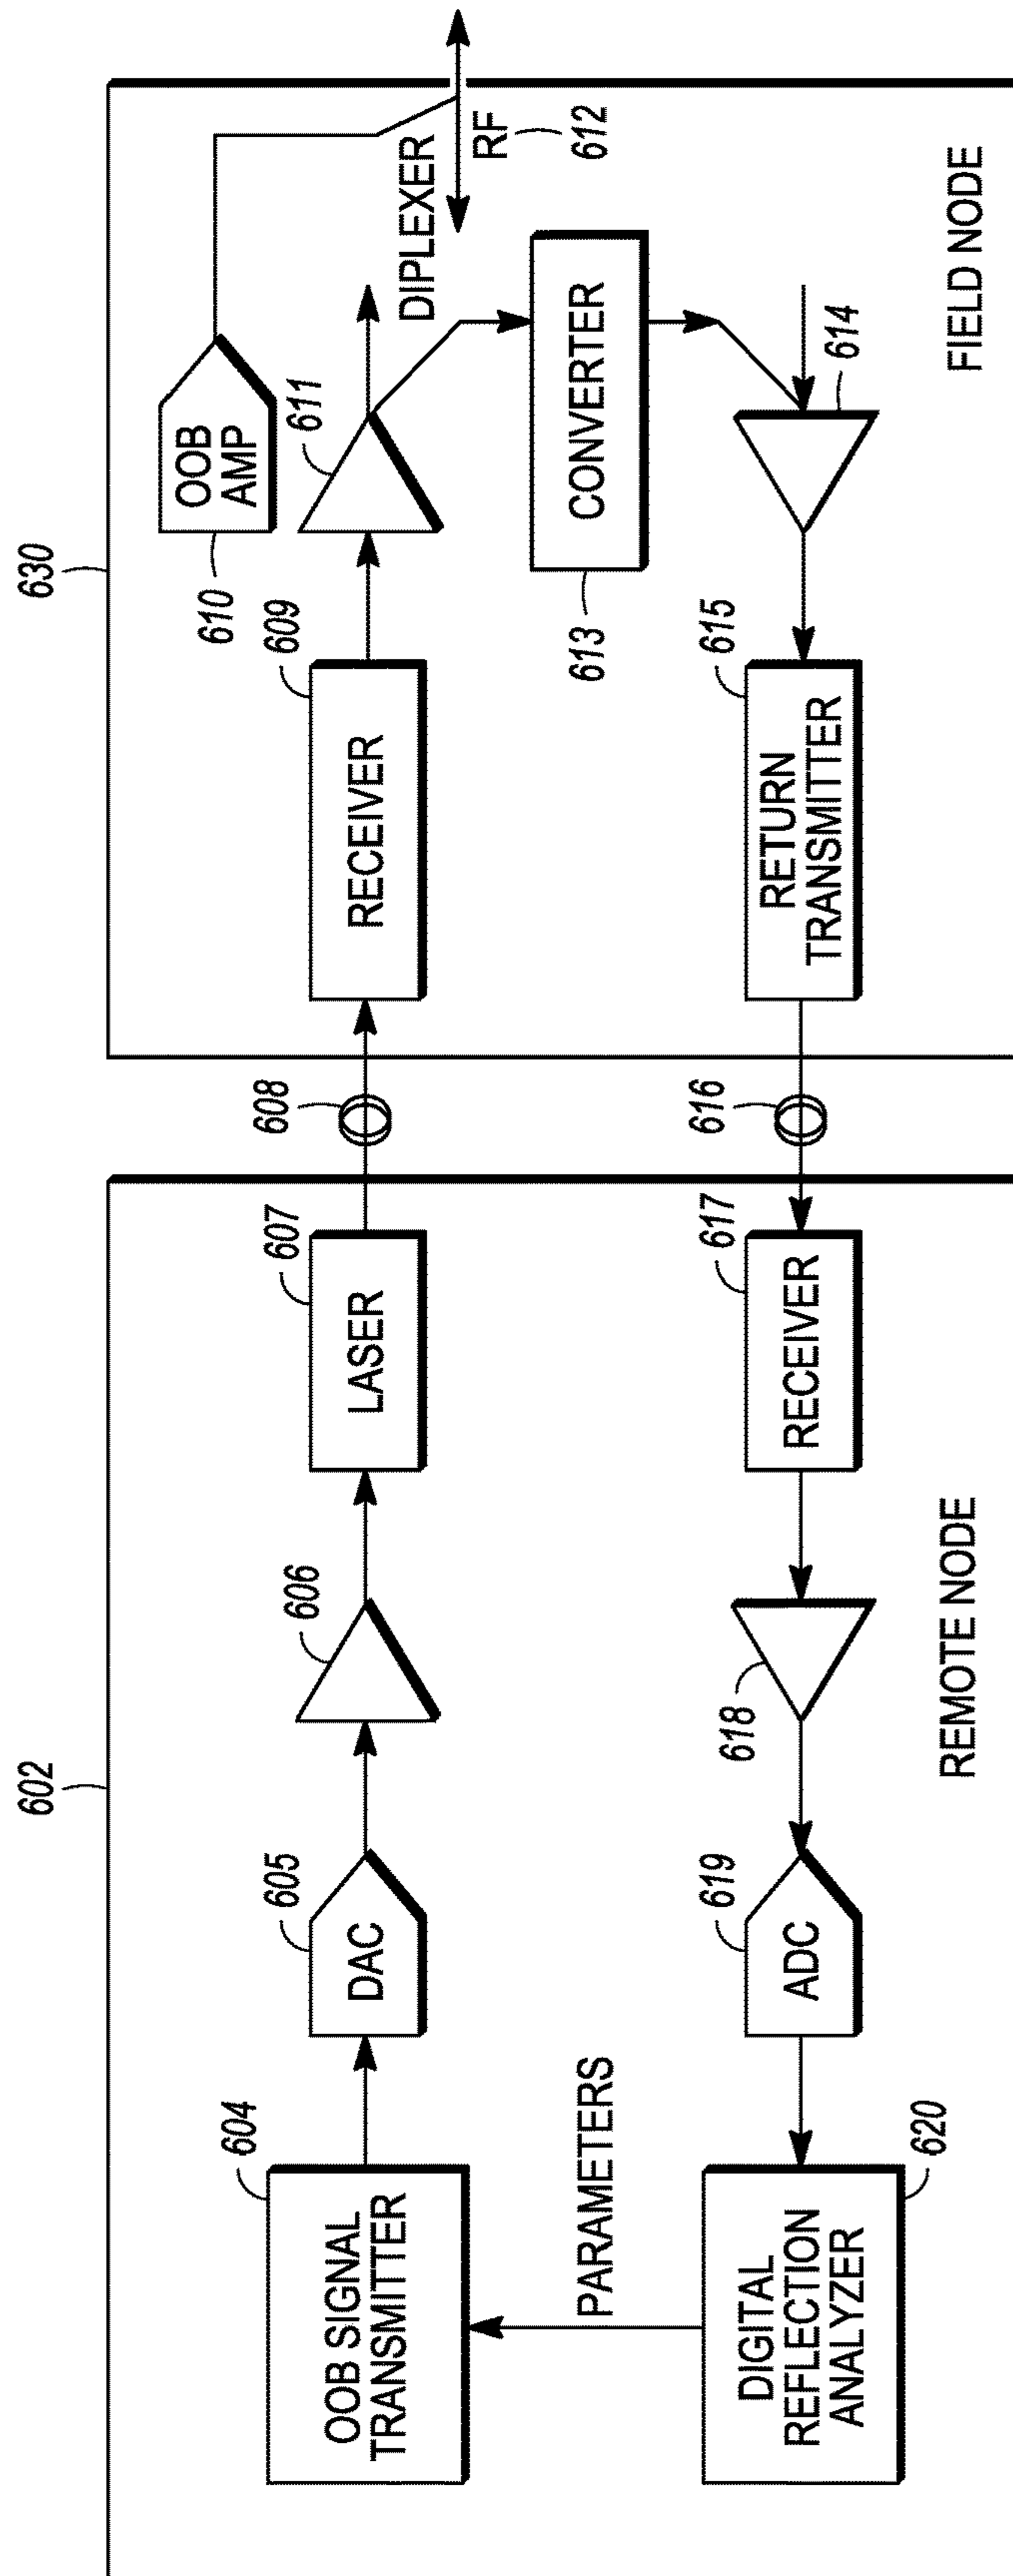 602
630
604
OOB SIGNAL
TRANSMITTER
605
DAC
606
607
LASER
608
609
RECEIVER
610
OOB
AMP
611
DIPLEXER
RF
612
PARAMETERS
613
CONVERTER
620
DIGITAL
REFLECTION
ANALYZER
619
ADC
618
617
RECEIVER
616
615
RETURN
TRANSMITTER
614
REMOTE NODE
FIELD NODE